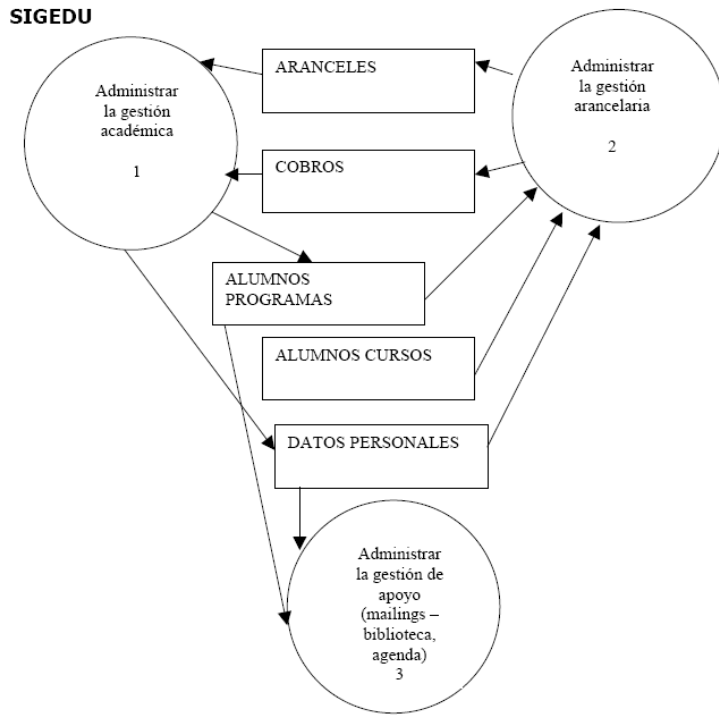 SIGEDU
Administrar
la gestión
académica
1
ARANCELES
Administrar
la gestión
arancelaria
2
COBROS
ALUMNOS
PROGRAMAS
ALUMNOS CURSOS
DATOS PERSONALES
Administrar
la gestión de
apoyo
(mailings –
biblioteca,
agenda)
3